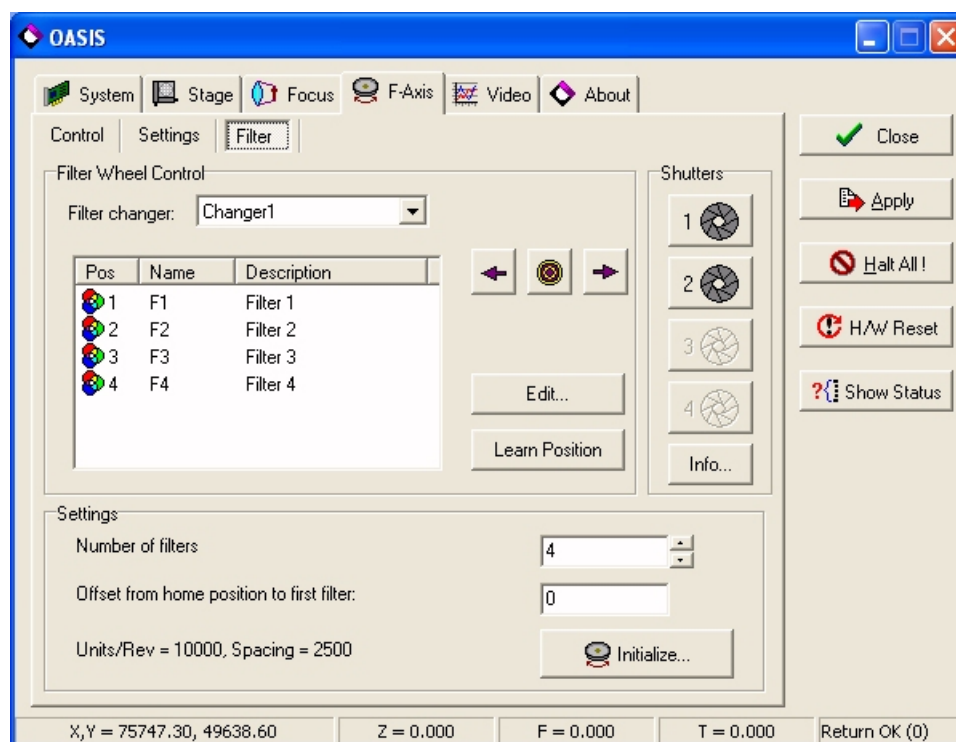 OASIS
System Stage Focus F-Axis Video About
Control Settings Filter
Filter Wheel Control
Filter changer: Changer1
Pos Name Description
1 F1 Filter 1
2 F2 Filter 2
3 F3 Filter 3
4 F4 Filter 4
Edit...
Learn Position
Shutters
1
2
3
4
Info...
Settings
Number of filters 4
Offset from home position to first filter: 0
Units/Rev = 10000, Spacing = 2500
Initialize...
Close
Apply
Halt All !
H/W Reset
Show Status
X,Y = 75747.30, 49638.60 Z = 0.000 F = 0.000 T = 0.000 Return OK (0)